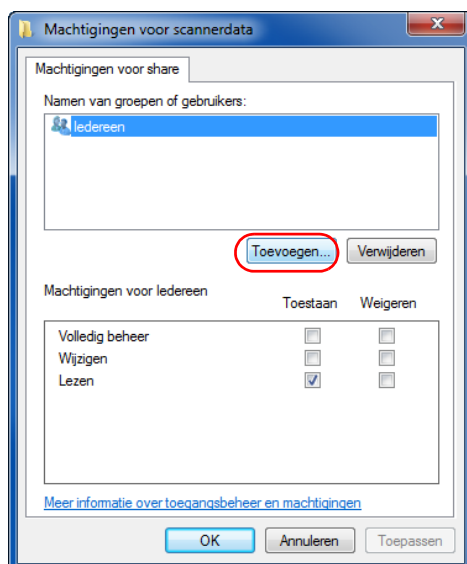 Machtigingen voor scannerdata
Machtigingen voor share
Namen van groepen of gebruikers:
Iedereen
Toevoegen... Verwijderen
Machtigingen voor Iedereen Toestaan Weigeren
Volledig beheer
Wijzigen
Lezen
Meer informatie over toegangsbeheer en machtigingen
OK Annuleren Toepassen